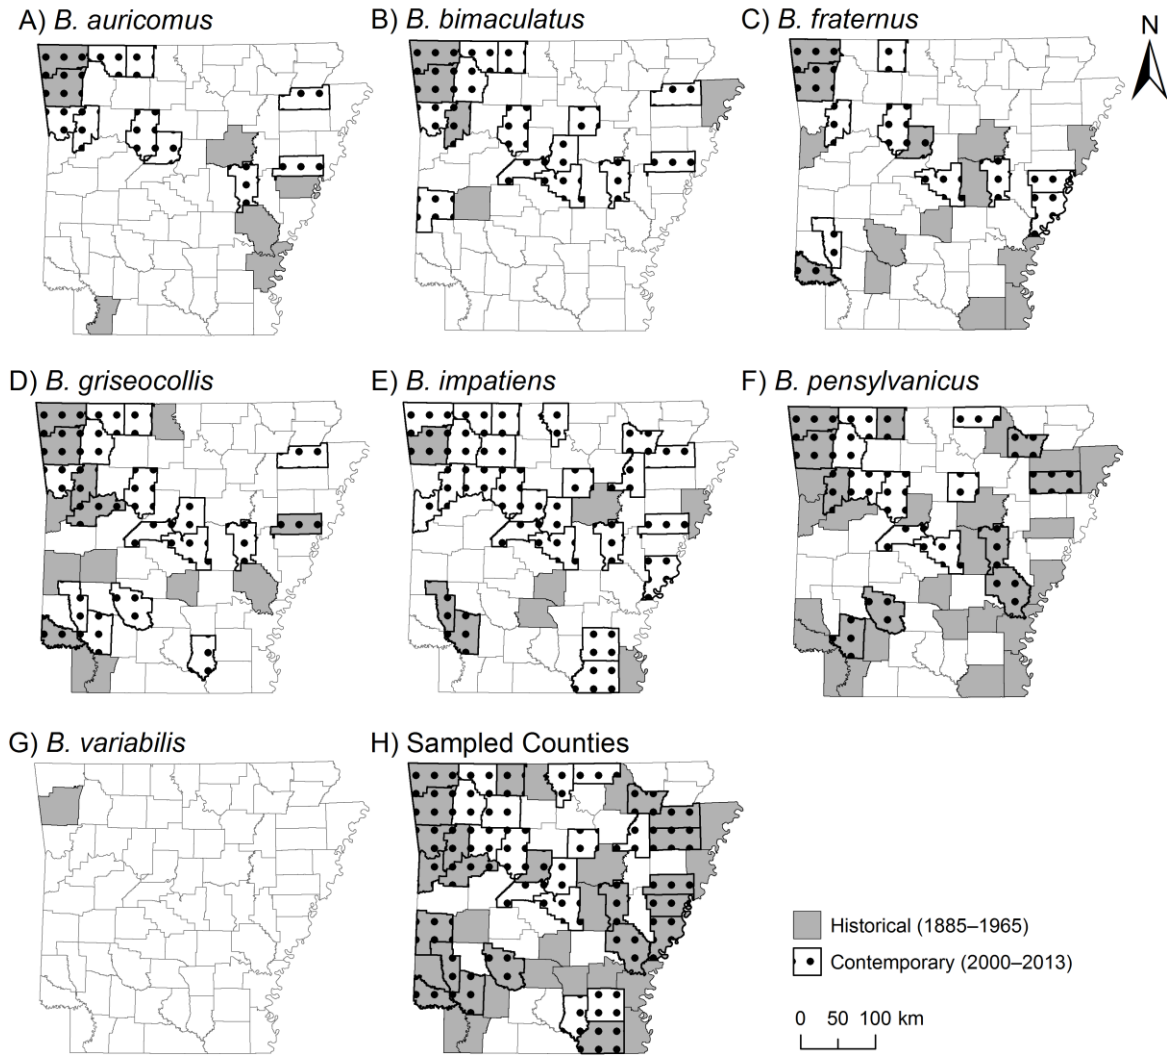 A) B. auricomus
B) B. bimaculatus
C) B. fraternus
N
D) B. griseocollis
E) B. impatiens
F) B. pensylvanicus
G) B. variabilis
H) Sampled Counties
Historical (1885–1965)
Contemporary (2000–2013)
0 50 100 km